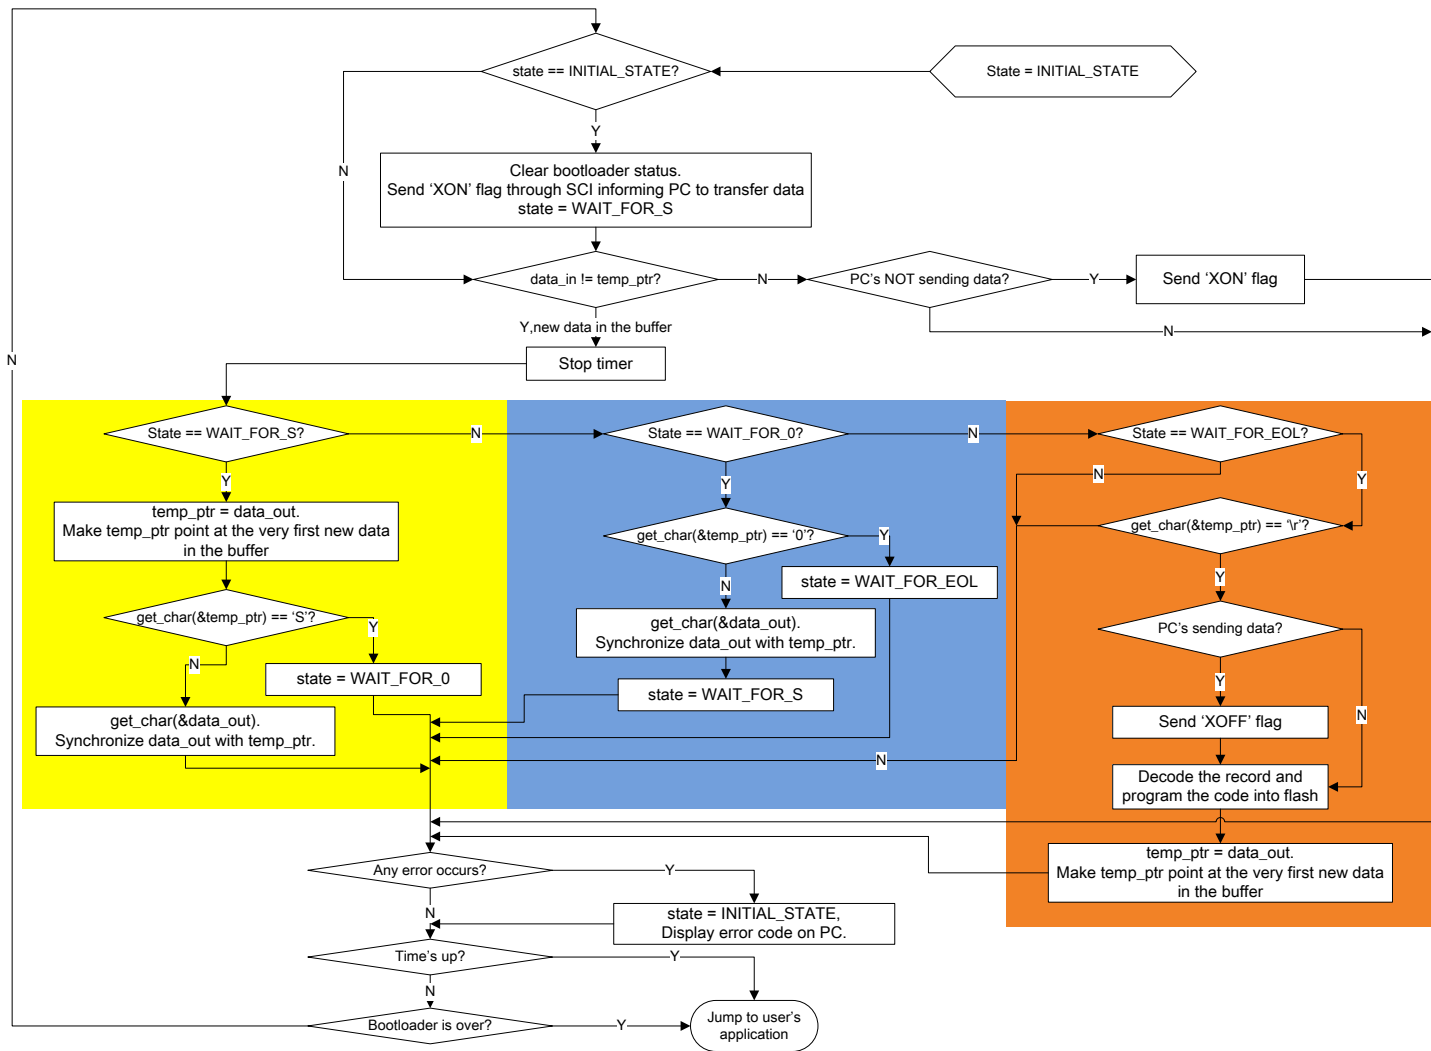 state == INITIAL_STATE?
State = INITIAL_STATE
Y
N
Clear bootloader status.
Send ‘XON’ flag through SCI informing PC to transfer data
state = WAIT_FOR_S
data_in != temp_ptr?
N
PC’s NOT sending data?
Y
Send ‘XON’ flag
Y,new data in the buffer
N
N
Stop timer
State == WAIT_FOR_S?
N
State == WAIT_FOR_0?
N
State == WAIT_FOR_EOL?
Y
Y
N
Y
temp_ptr = data_out.
Make temp_ptr point at the very first new data
in the buffer
get_char(&temp_ptr) == ‘0’?
Y
get_char(&temp_ptr) == ‘\r’?
state = WAIT_FOR_EOL
N
Y
get_char(&temp_ptr) == ‘S’?
Y
get_char(&data_out).
Synchronize data_out with temp_ptr.
PC’s sending data?
N
state = WAIT_FOR_0
state = WAIT_FOR_S
Y
N
get_char(&data_out).
Synchronize data_out with temp_ptr.
Send ‘XOFF’ flag
N
Decode the record and
program the code into flash
temp_ptr = data_out.
Make temp_ptr point at the very first new data
in the buffer
Any error occurs?
Y
N
state = INITIAL_STATE,
Display error code on PC.
Time’s up?
Y
N
Bootloader is over?
Y
Jump to user’s
application